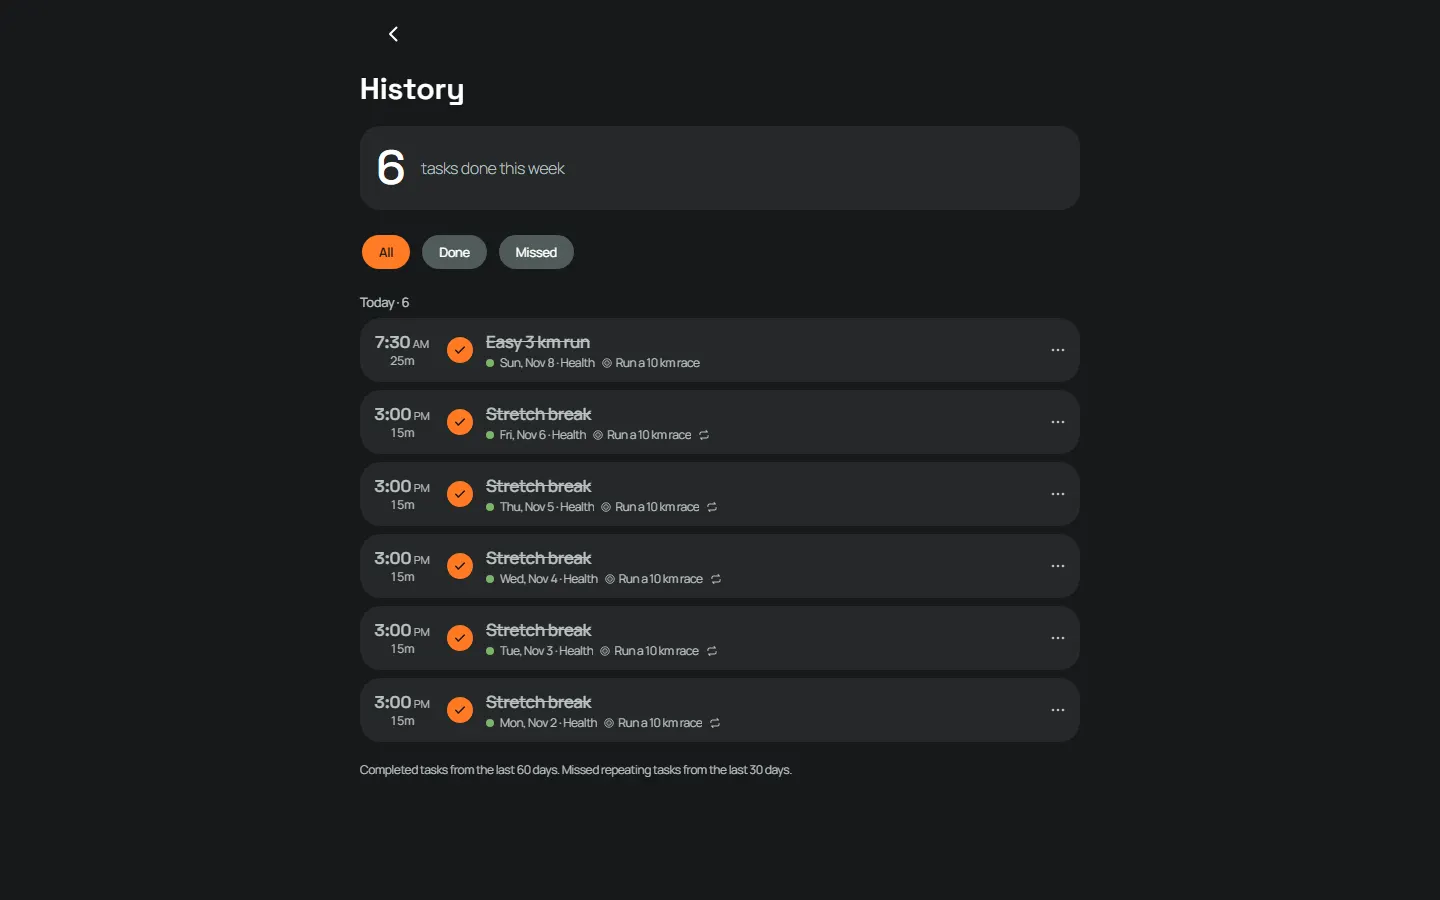 History
6 tasks done this week
All Done Missed
Today · 6
7:30 AM Easy 3 km run
25m Sun, Nov 8 · Health Run a 10 km race
3:00 PM Stretch break
15m Fri, Nov 6 · Health Run a 10 km race
3:00 PM Stretch break
15m Thu, Nov 5 · Health Run a 10 km race
3:00 PM Stretch break
15m Wed, Nov 4 · Health Run a 10 km race
3:00 PM Stretch break
15m Tue, Nov 3 · Health Run a 10 km race
3:00 PM Stretch break
15m Mon, Nov 2 · Health Run a 10 km race
Completed tasks from the last 60 days. Missed repeating tasks from the last 30 days.